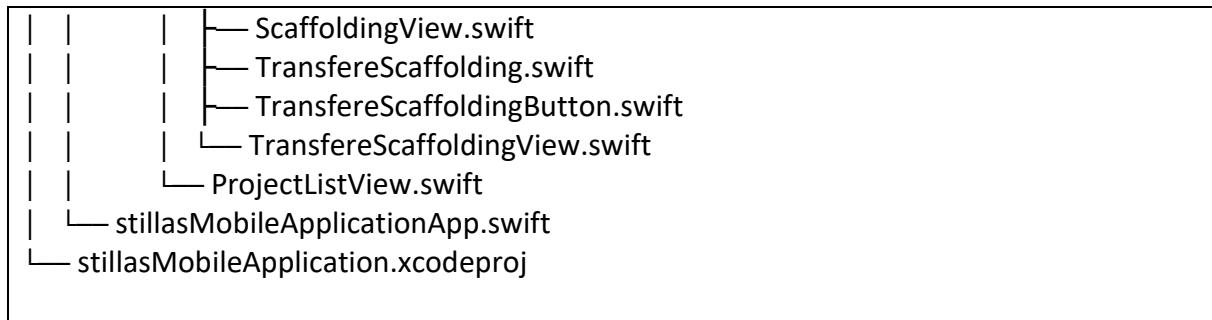 │ │ │ ├── ScaffoldingView.swift
│ │ │ ├── TransfereScaffolding.swift
│ │ │ ├── TransfereScaffoldingButton.swift
│ │ │ └── TransfereScaffoldingView.swift
│ │ └── ProjectListView.swift
│ └── stillasMobileApplicationApp.swift
└── stillasMobileApplication.xcodeproj